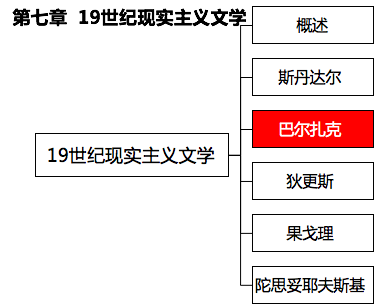 第七章 19世纪现实主义文学
概述
斯丹达尔
巴尔扎克
19世纪现实主义文学
狄更斯
果戈理
陀思妥耶夫斯基